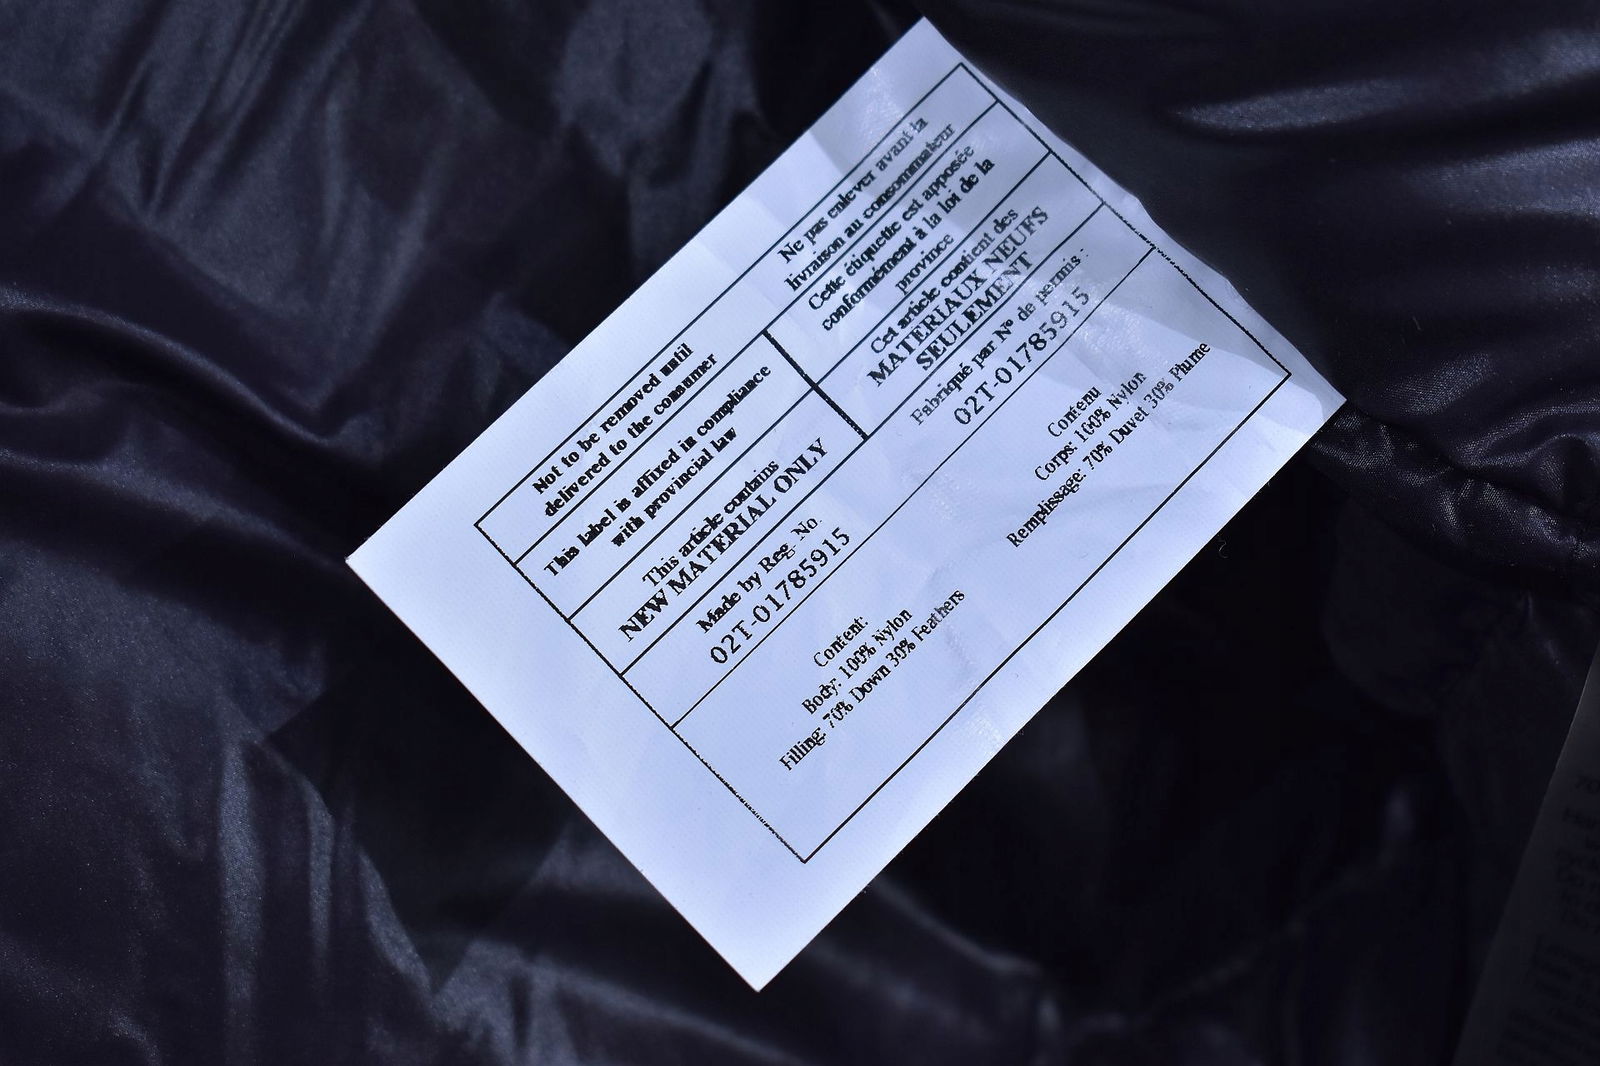 Not to be removed until
delivered to the consumer
This label is affixed in compliance
with provincial law
This article contains
NEW MATERIAL ONLY
Made by Reg. No.
02T-01785915
Content:
Body: 100% Nylon
Filling: 70% Down 30% Feathers
Ne pas enlever avant la
livraison au consommateur
Cette étiquette est apposée
conformément à la loi de la
province
Cet article contient des
MATERIAUX NEUFS
SEULEMENT
Fabriqué par Nº de permis :
02T-01785915
Contenu
Corps: 100% Nylon
Remplissage: 70% Duvet 30% Plume